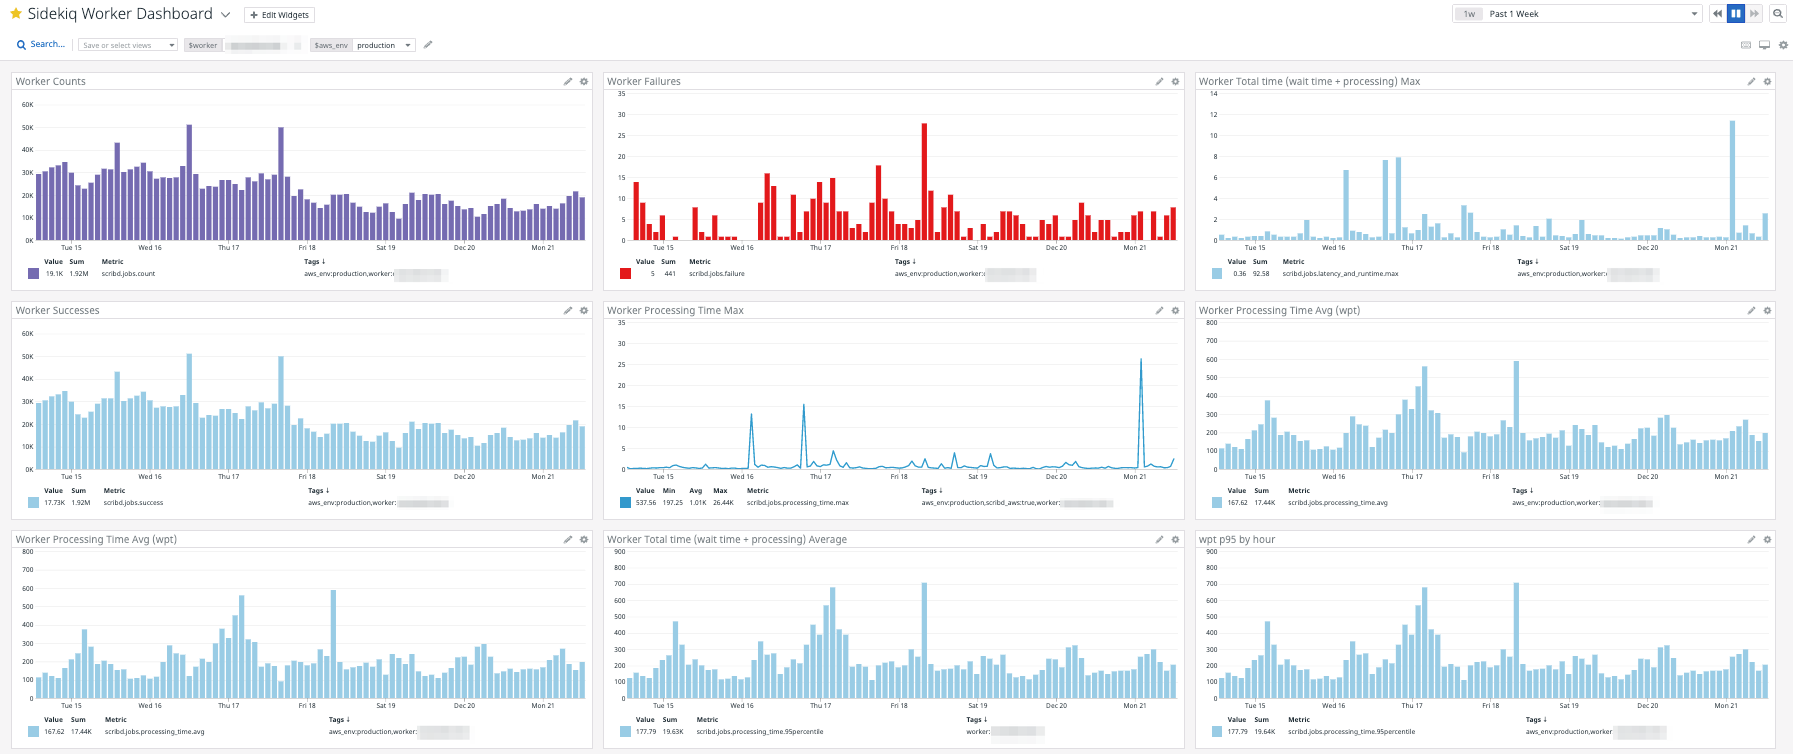 Sidekiq Worker Dashboard
+ Edit Widgets
1w Past 1 Week
Search...
Save or select views
$worker
$aws_env production
Worker Counts
60K
50K
40K
30K
20K
10K
0K
Tue 15 Wed 16 Thu 17 Fri 18 Sat 19 Dec 20 Mon 21
Value Sum Metric Tags ↓
19.1K 1.92M scribd.jobs.count aws_env:production,worker:
Worker Failures
35
30
25
20
15
10
5
0
Tue 15 Wed 16 Thu 17 Fri 18 Sat 19 Dec 20 Mon 21
Value Sum Metric Tags ↓
5 441 scribd.jobs.failure aws_env:production,worker:
Worker Total time (wait time + processing) Max
14
12
10
8
6
4
2
0
Tue 15 Wed 16 Thu 17 Fri 18 Sat 19 Dec 20 Mon 21
Value Sum Metric Tags ↓
0.36 92.58 scribd.jobs.latency_and_runtime.max aws_env:production,worker:
Worker Successes
60K
50K
40K
30K
20K
10K
0K
Tue 15 Wed 16 Thu 17 Fri 18 Sat 19 Dec 20 Mon 21
Value Sum Metric Tags ↓
17.73K 1.92M scribd.jobs.success aws_env:production,worker:
Worker Processing Time Max
35
30
25
20
15
10
5
0
Tue 15 Wed 16 Thu 17 Fri 18 Sat 19 Dec 20 Mon 21
Value Min Avg Max Metric Tags ↓
537.56 197.25 1.01K 26.44K scribd.jobs.processing_time.max aws_env:production,scribd_aws:true,worker:
Worker Processing Time Avg (wpt)
800
700
600
500
400
300
200
100
0
Tue 15 Wed 16 Thu 17 Fri 18 Sat 19 Dec 20 Mon 21
Value Sum Metric Tags ↓
167.62 17.44K scribd.jobs.processing_time.avg aws_env:production,worker:
Worker Processing Time Avg (wpt)
800
700
600
500
400
300
200
100
0
Tue 15 Wed 16 Thu 17 Fri 18 Sat 19 Dec 20 Mon 21
Value Sum Metric Tags ↓
167.62 17.44K scribd.jobs.processing_time.avg aws_env:production,worker:
Worker Total time (wait time + processing) Average
900
800
700
600
500
400
300
200
100
0
Tue 15 Wed 16 Thu 17 Fri 18 Sat 19 Dec 20 Mon 21
Value Sum Metric Tags ↓
177.79 19.63K scribd.jobs.processing_time.95percentile worker:
wpt p95 by hour
900
800
700
600
500
400
300
200
100
0
Tue 15 Wed 16 Thu 17 Fri 18 Sat 19 Dec 20 Mon 21
Value Sum Metric Tags ↓
177.79 19.64K scribd.jobs.processing_time.95percentile aws_env:production,worker: